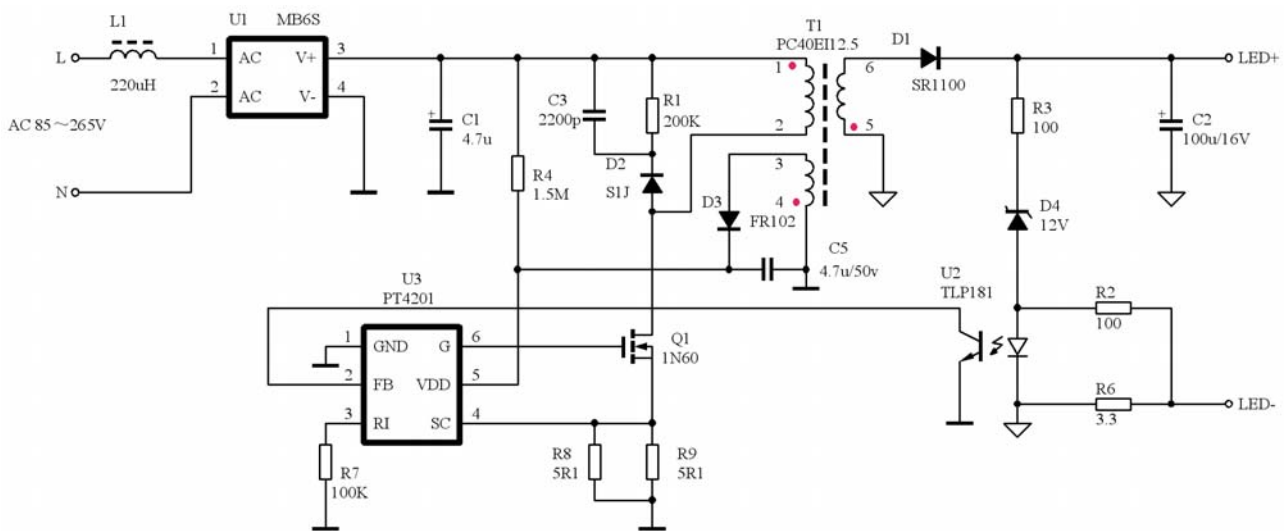 L1
220uH
L
N
AC 85～265V
U1
MB6S
1
AC
V+
3
2
AC
V-
4
C1
4.7u
+
C3
2200p
R1
200K
D2
S1J
R4
1.5M
T1
PC40EI12.5
1
2
3
4
6
5
D3
FR102
C5
4.7u/50v
D1
SR1100
R3
100
D4
12V
C2
100u/16V
+
LED+
U2
TLP181
R2
100
R6
3.3
LED-
U3
PT4201
1
GND
G
6
2
FB
VDD
5
3
RI
SC
4
Q1
1N60
R7
100K
R8
5R1
R9
5R1